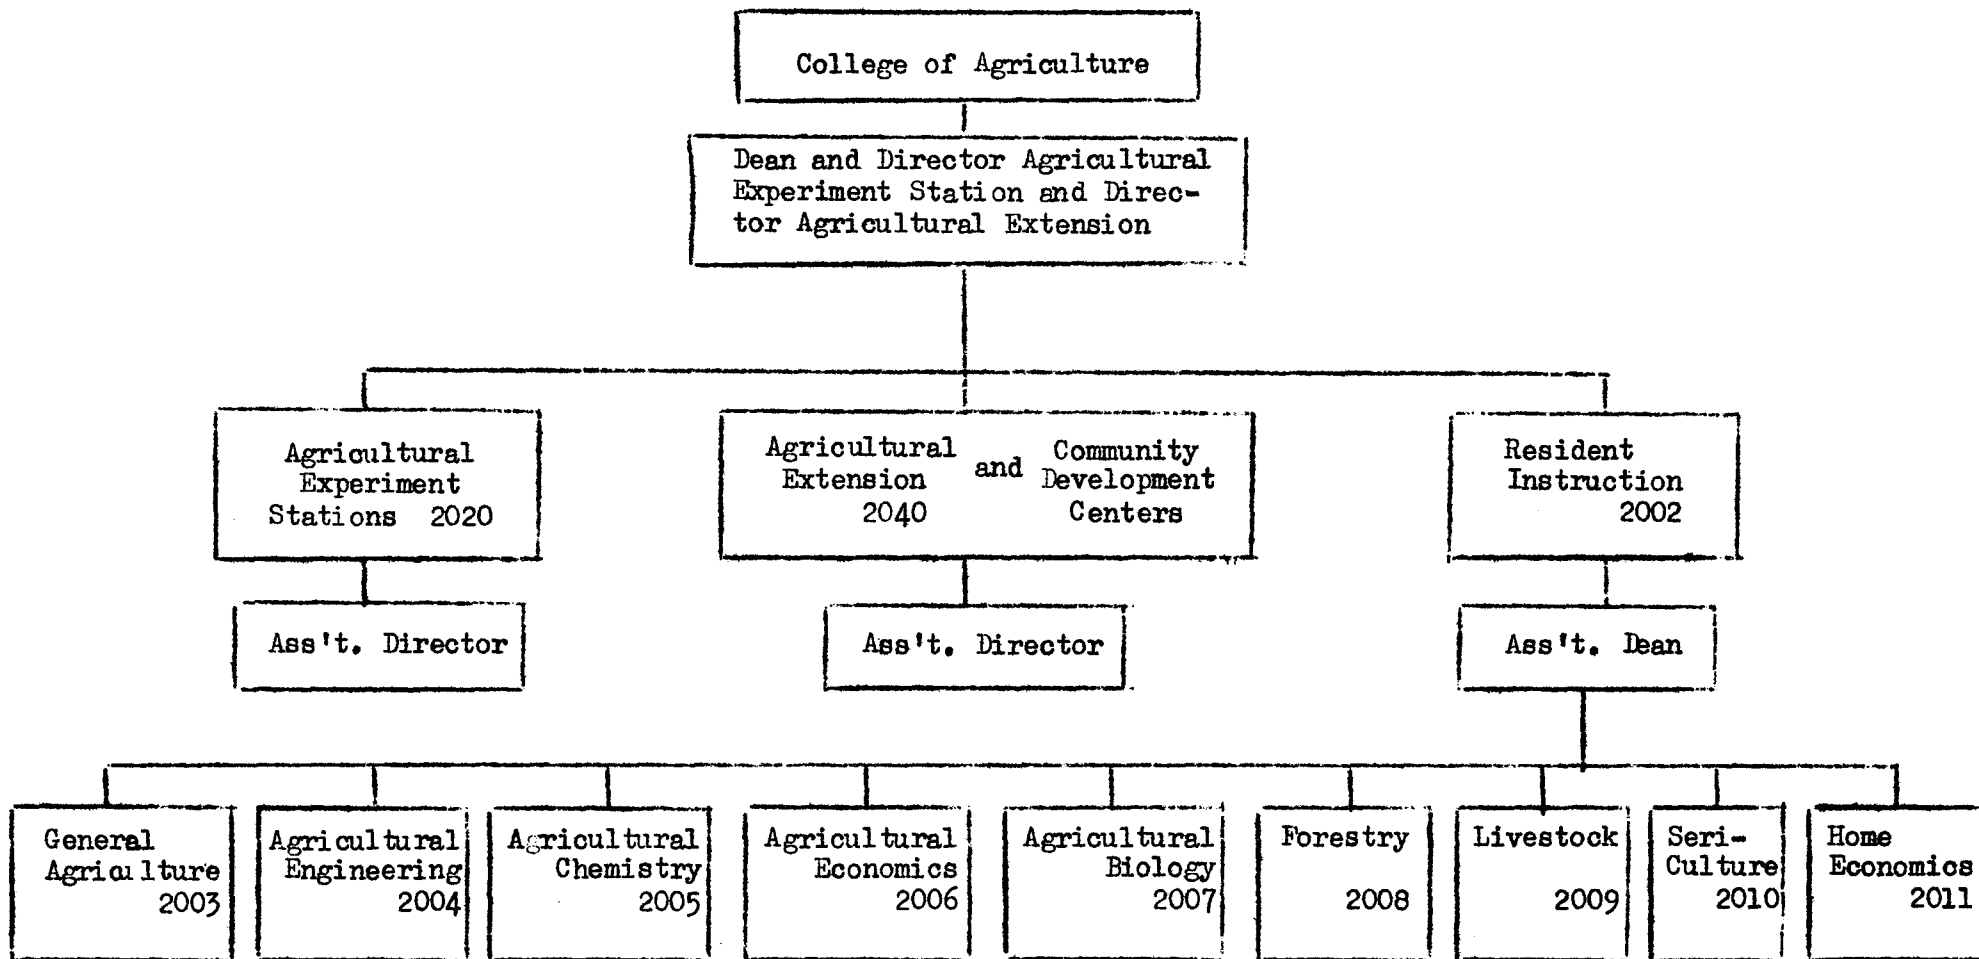 College of Agriculture
Dean and Director Agricultural
Experiment Station and Direc-
tor Agricultural Extension
Agricultural
Experiment
Stations 2020
Agricultural
Extension
2040
and
Community
Development
Centers
Resident
Instruction
2002
Ass't. Director
Ass't. Director
Ass't. Dean
General
Agriculture
2003
Agricultural
Engineering
2004
Agricultural
Chemistry
2005
Agricultural
Economics
2006
Agricultural
Biology
2007
Forestry
2008
Livestock
2009
Seri-
Culture
2010
Home
Economics
2011